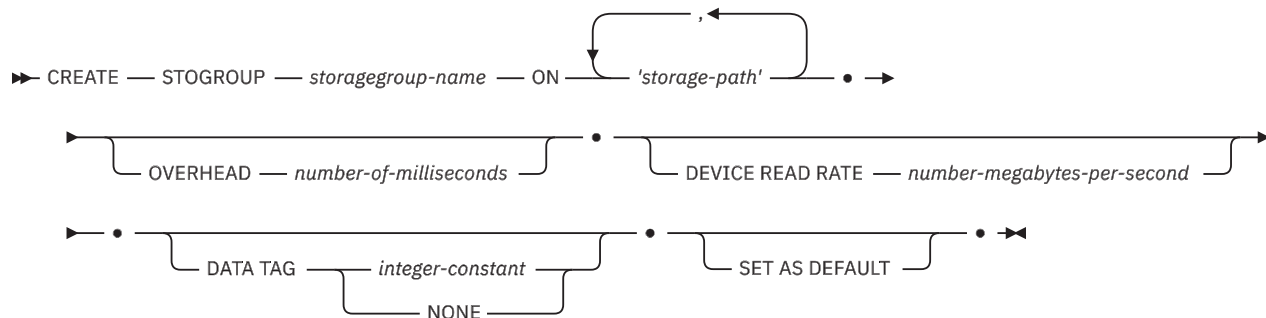 ,
CREATE STOGROUP storagegroup-name ON 'storage-path'
OVERHEAD number-of-milliseconds DEVICE READ RATE number-megabytes-per-second
DATA TAG integer-constant SET AS DEFAULT
NONE